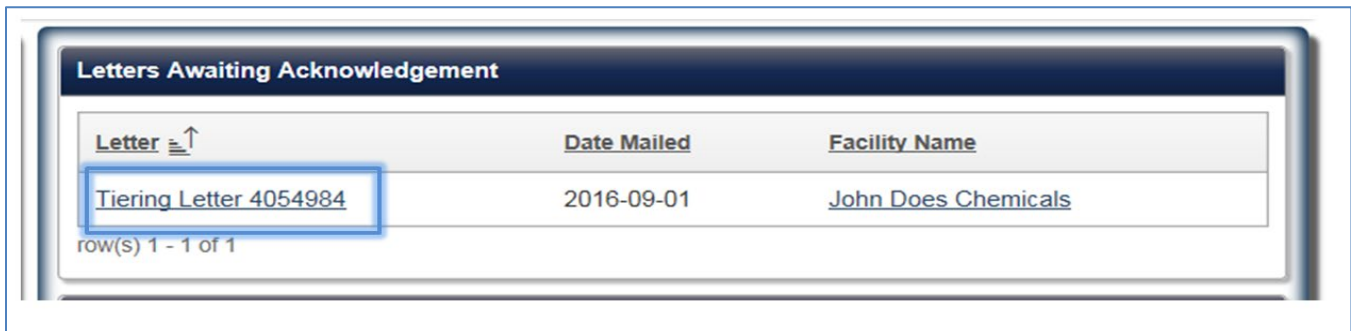 Letters Awaiting Acknowledgement
Letter Date Mailed Facility Name
Tiering Letter 4054984 2016-09-01 John Does Chemicals
row(s) 1 - 1 of 1